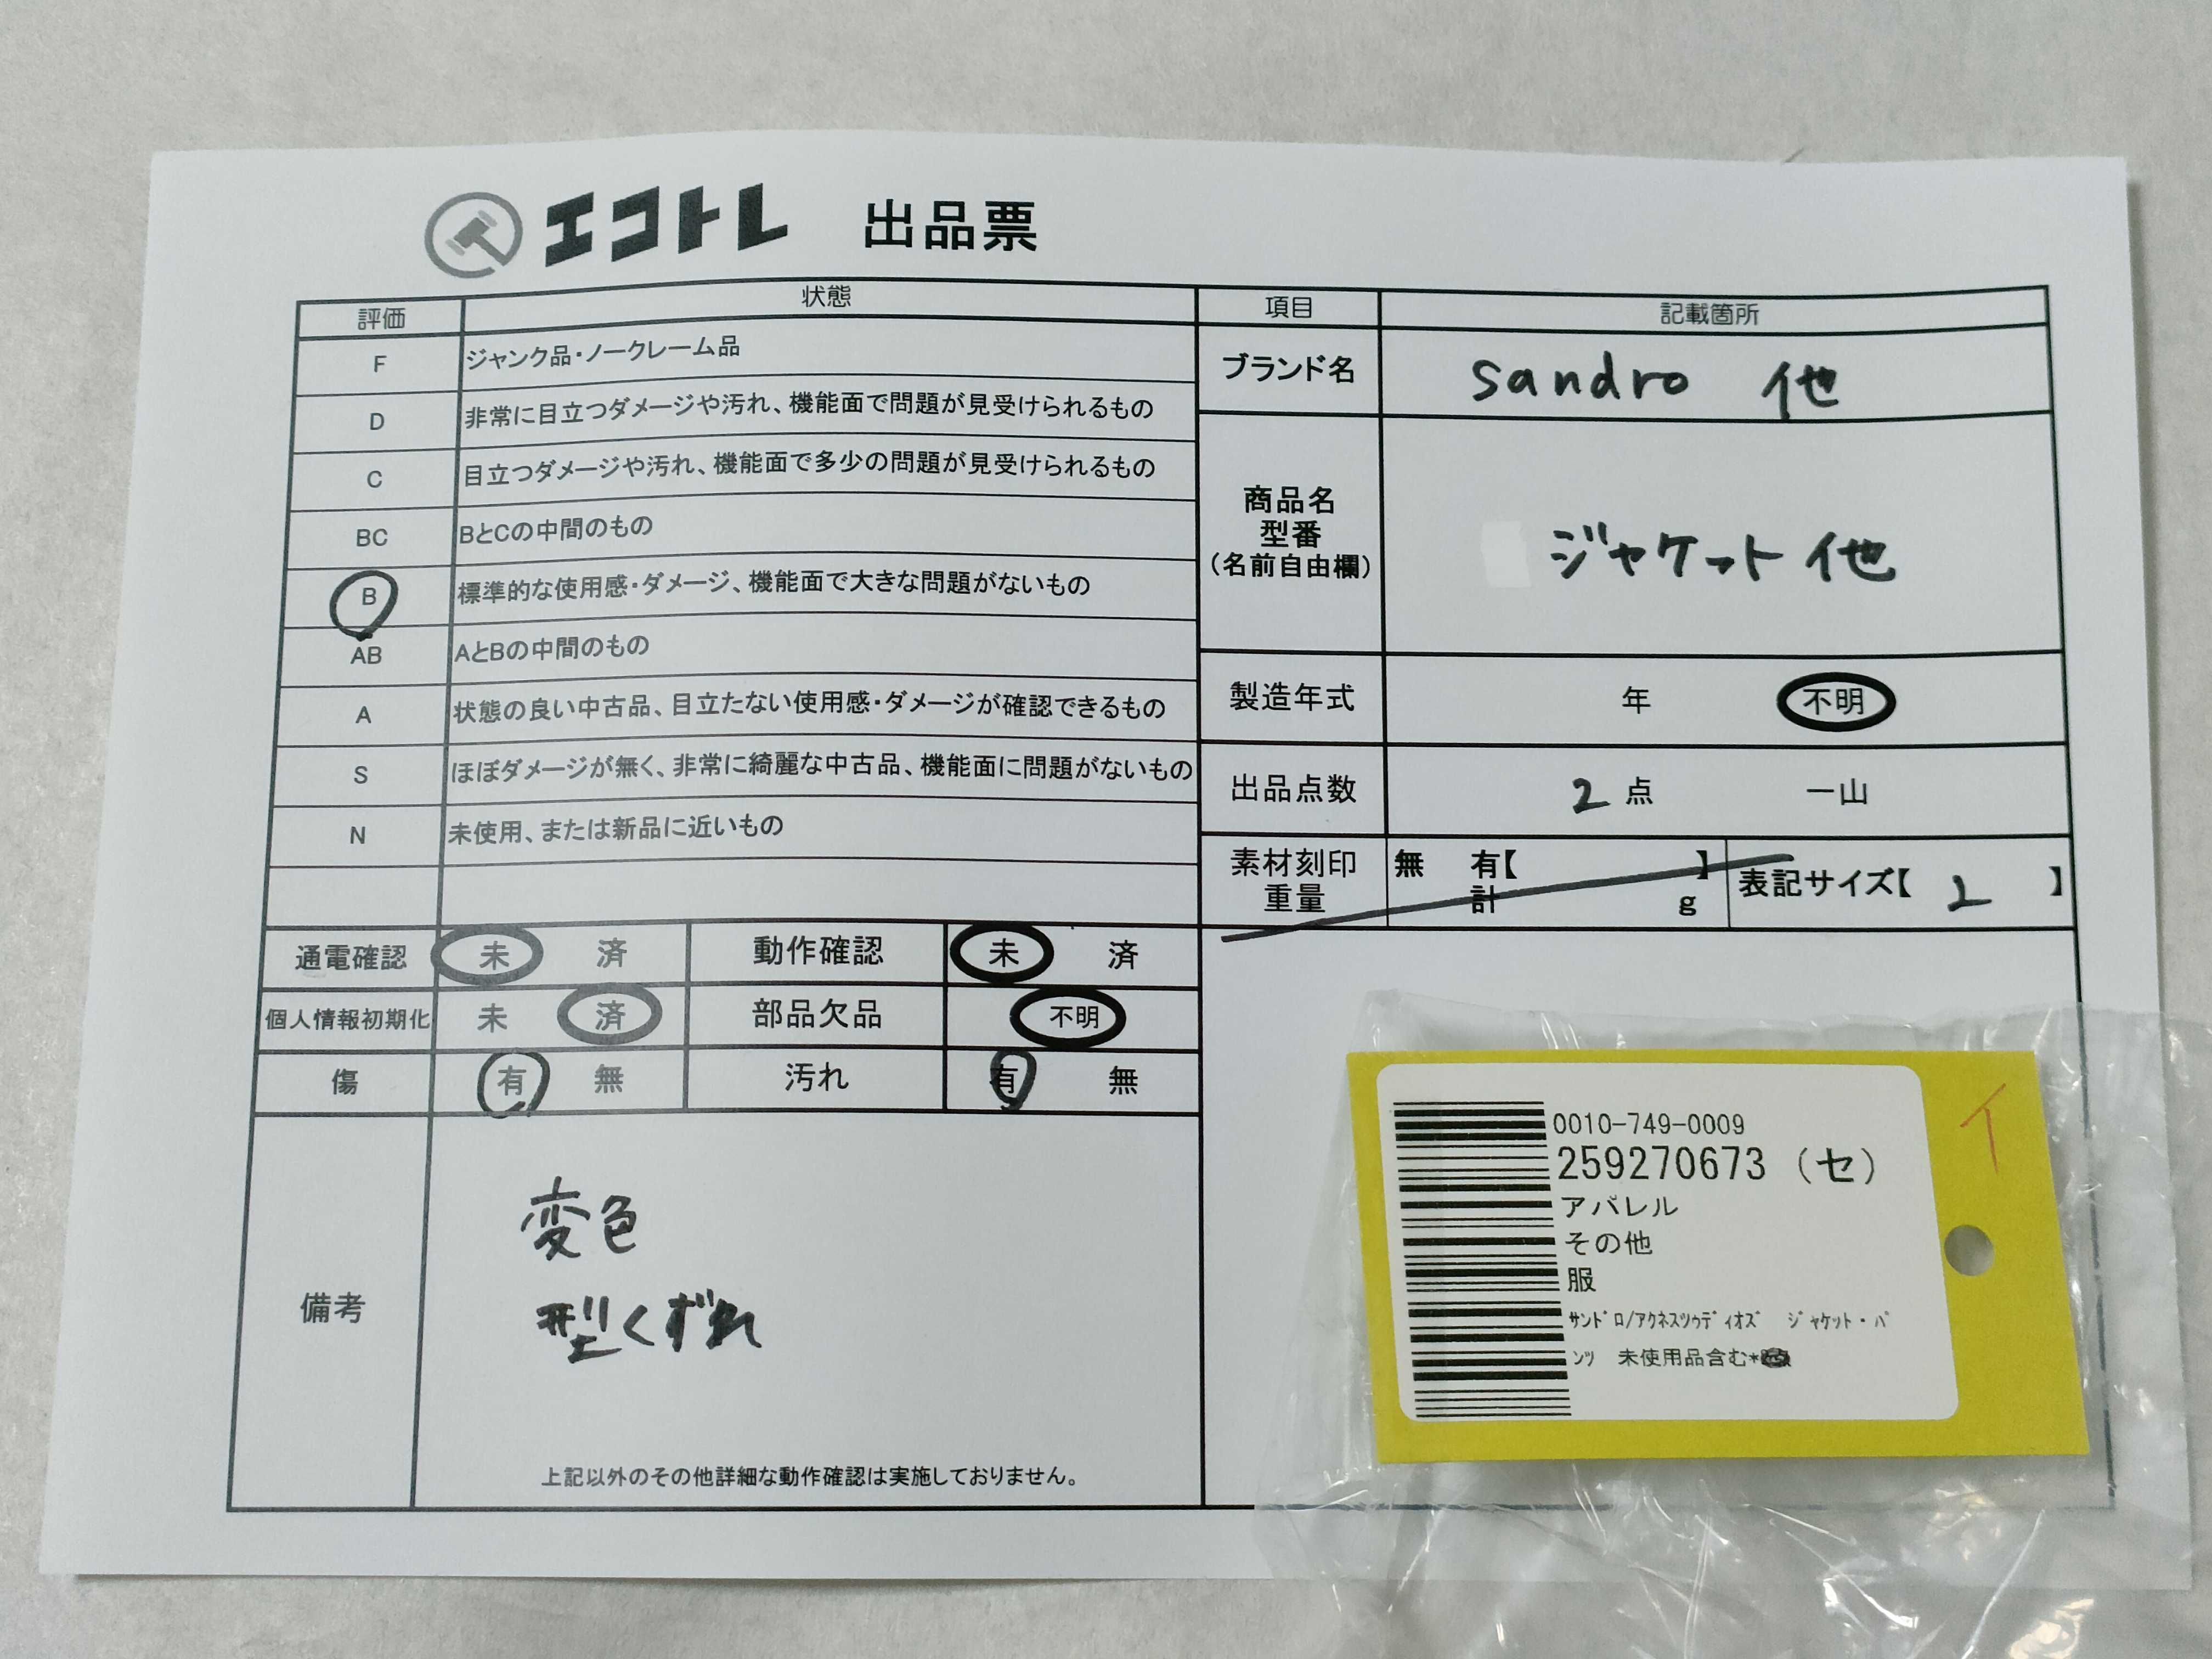 エコトレ 出品票
評価 状態
F ジャンク品・ノークレーム品
D 非常に目立つダメージや汚れ、機能面で問題が見受けられるもの
C 目立つダメージや汚れ、機能面で多少の問題が見受けられるもの
BC BとCの中間のもの
B 標準的な使用感・ダメージ、機能面で大きな問題がないもの
AB AとBの中間のもの
A 状態の良い中古品、目立たない使用感・ダメージが確認できるもの
S ほぼダメージが無く、非常に綺麗な中古品、機能面に問題がないもの
N 未使用、または新品に近いもの
通電確認 未 済 動作確認 未 済
個人情報初期化 未 済 部品欠品 不明
傷 有 無 汚れ 有 無
備考
変色
型くずれ
上記以外のその他詳細な動作確認は実施しておりません。
項目 記載箇所
ブランド名 sandro 他
商品名
型番
(名前自由欄)
ジャケット 他
製造年式 年 不明
出品点数 2 点 一山
素材刻印 無 有【 】
重量 計 g
表記サイズ【 2 】
0010-749-0009
259270673 (セ)
アパレル
その他
服
ｻﾝﾄﾞﾛ/ｱｸﾈｽﾂｩﾃﾞｨｵｽﾞ ｼﾞｬｹｯﾄ・ﾊﾟ
ﾝﾂ 未使用品含む*
イ